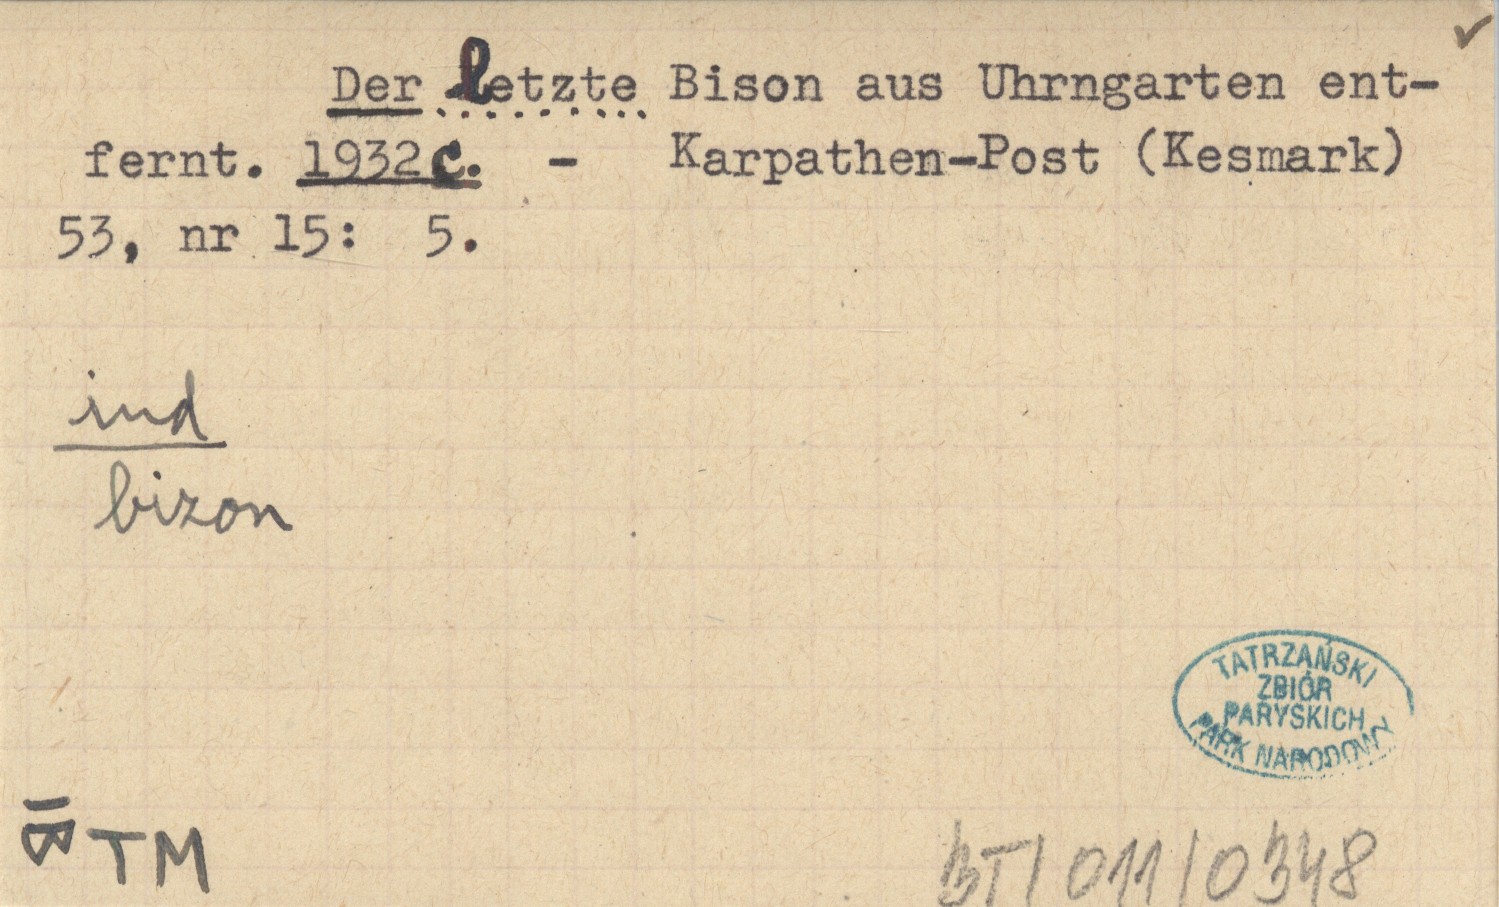 Der letzte Bison aus Uhrngarten ent-
fernt. 1932c. - Karpathen-Post (Kesmark)
53, nr 15: 5.
ind
bizon
TATRZAŃSKI
ZBIÓR
PARYSKICH
PARK NARODOWY
TM
BT/011/0348